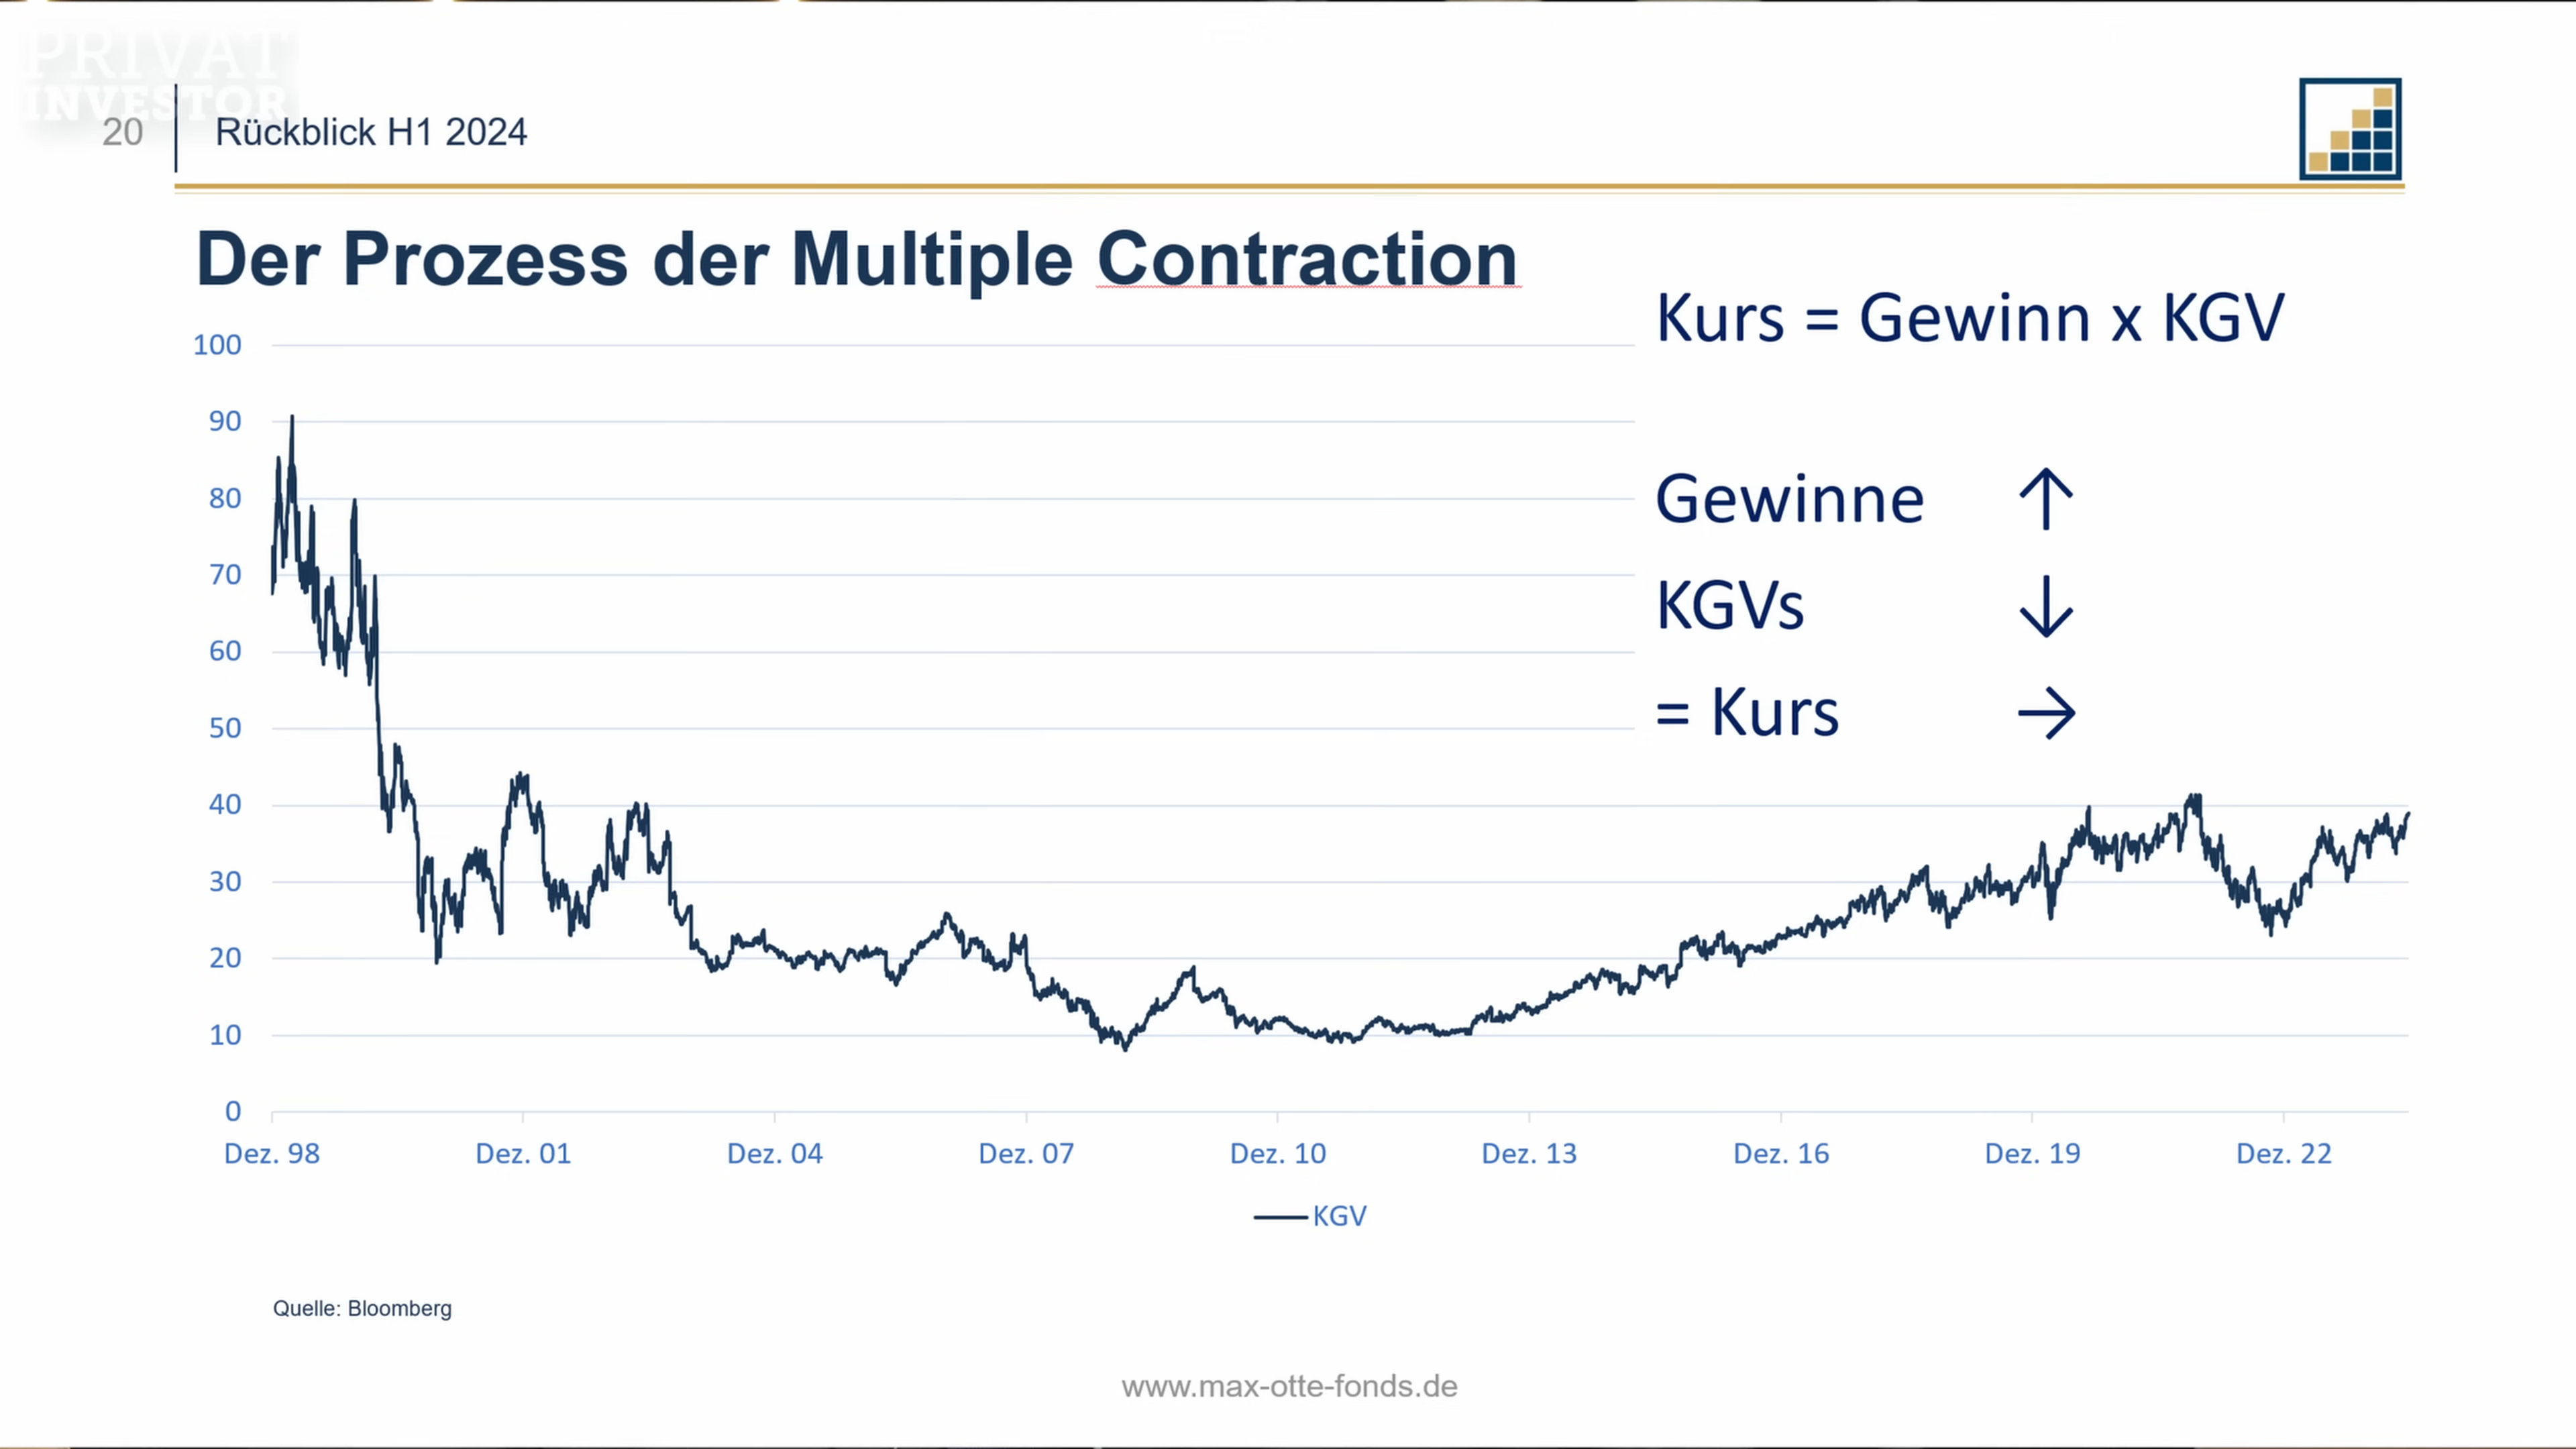 PRIVAT
INVESTOR
20
Rückblick H1 2024
Der Prozess der Multiple Contraction
Kurs = Gewinn x KGV
Gewinne ↑
KGVs ↓
= Kurs →
100
90
80
70
60
50
40
30
20
10
0
Dez. 98 Dez. 01 Dez. 04 Dez. 07 Dez. 10 Dez. 13 Dez. 16 Dez. 19 Dez. 22
KGV
Quelle: Bloomberg
www.max-otte-fonds.de